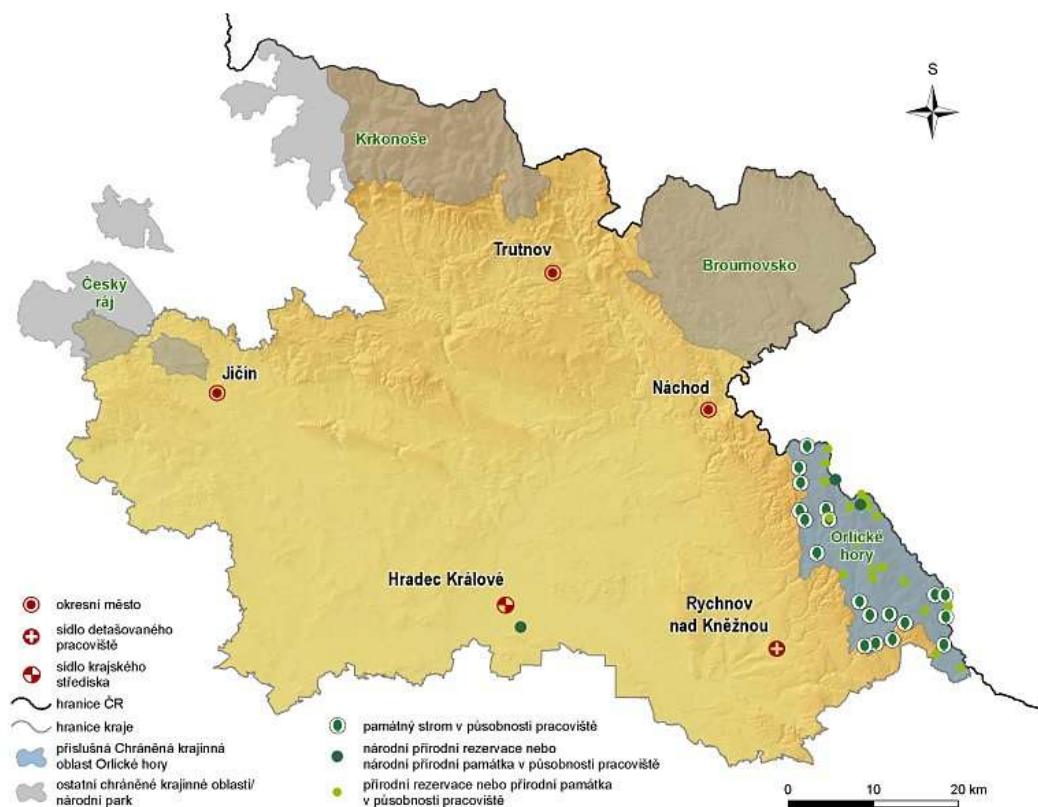 S
Krkonoše
Trutnov
Broumovsko
Český
ráj
Jičín
Náchod
Orlické
hory
Hradec Králové
Rychnov
nad Kněžnou
okresní město
sídlo detašovaného
pracoviště
sídlo krajského
střediska
hranice ČR
hranice kraje
příslušná Chráněná krajinná
oblast Orlické hory
ostatní chráněné krajinné oblasti/
národní park
památný strom v působnosti pracoviště
národní přírodní rezervace nebo
národní přírodní památka v působnosti pracoviště
přírodní rezervace nebo přírodní památka
v působnosti pracoviště
0 10 20 km